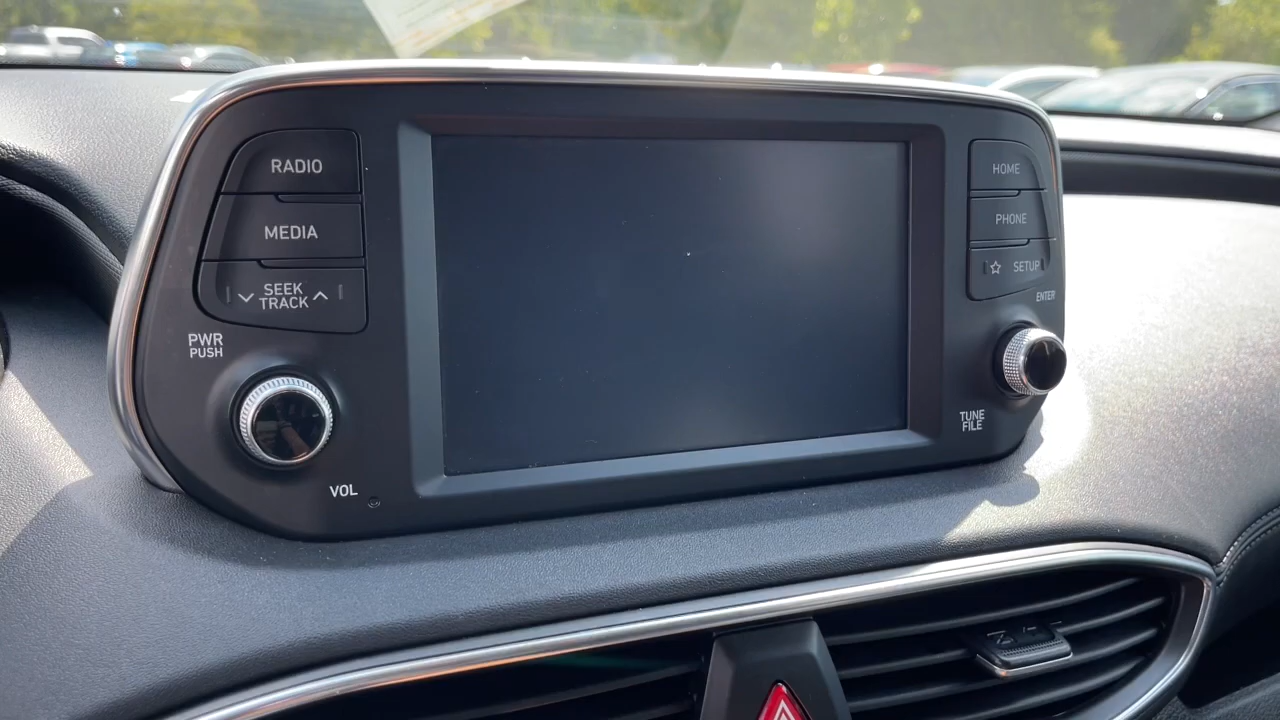 RADIO
MEDIA
SEEK
TRACK
PWR
PUSH
VOL
HOME
PHONE
SETUP
ENTER
TUNE
FILE